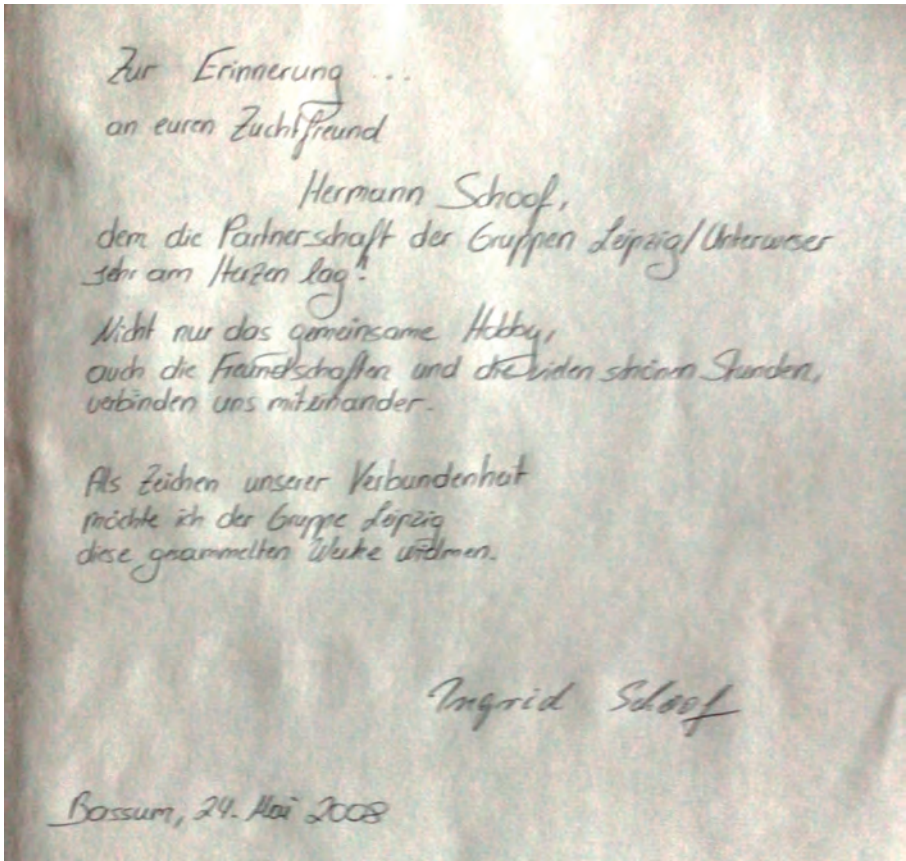 Zur Erinnerung ...
an euren Zuchtfreund
Hermann Schoof,
dem die Partnerschaft der Gruppen Leipzig/Unterweser
sehr am Herzen lag!
Nicht nur das gemeinsame Hobby,
auch die Freundschaften und die vielen schönen Stunden,
verbinden uns miteinander.
Als Zeichen unserer Verbundenheit
möchte ich der Gruppe Leipzig
diese gesammelten Werke widmen.
Ingrid Schoof
Bassum, 24. Mai 2008